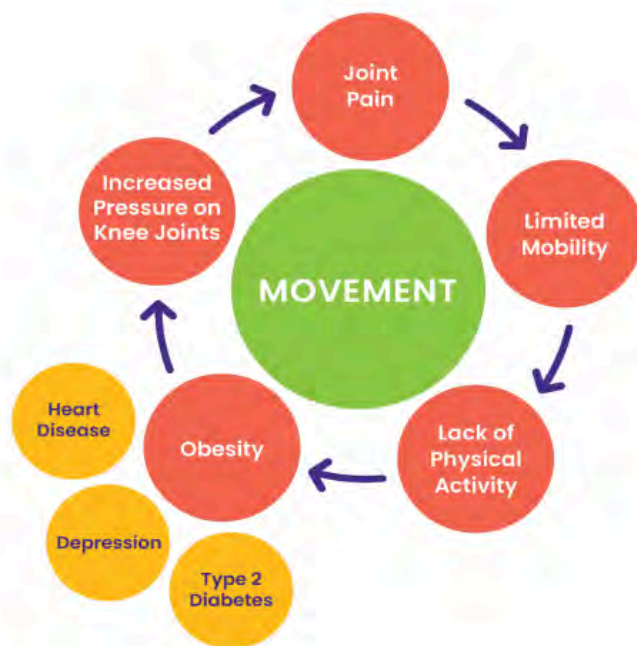 Joint
Pain
Limited
Mobility
Lack of
Physical
Activity
Obesity
Increased
Pressure on
Knee Joints
MOVEMENT
Heart
Disease
Depression
Type 2
Diabetes